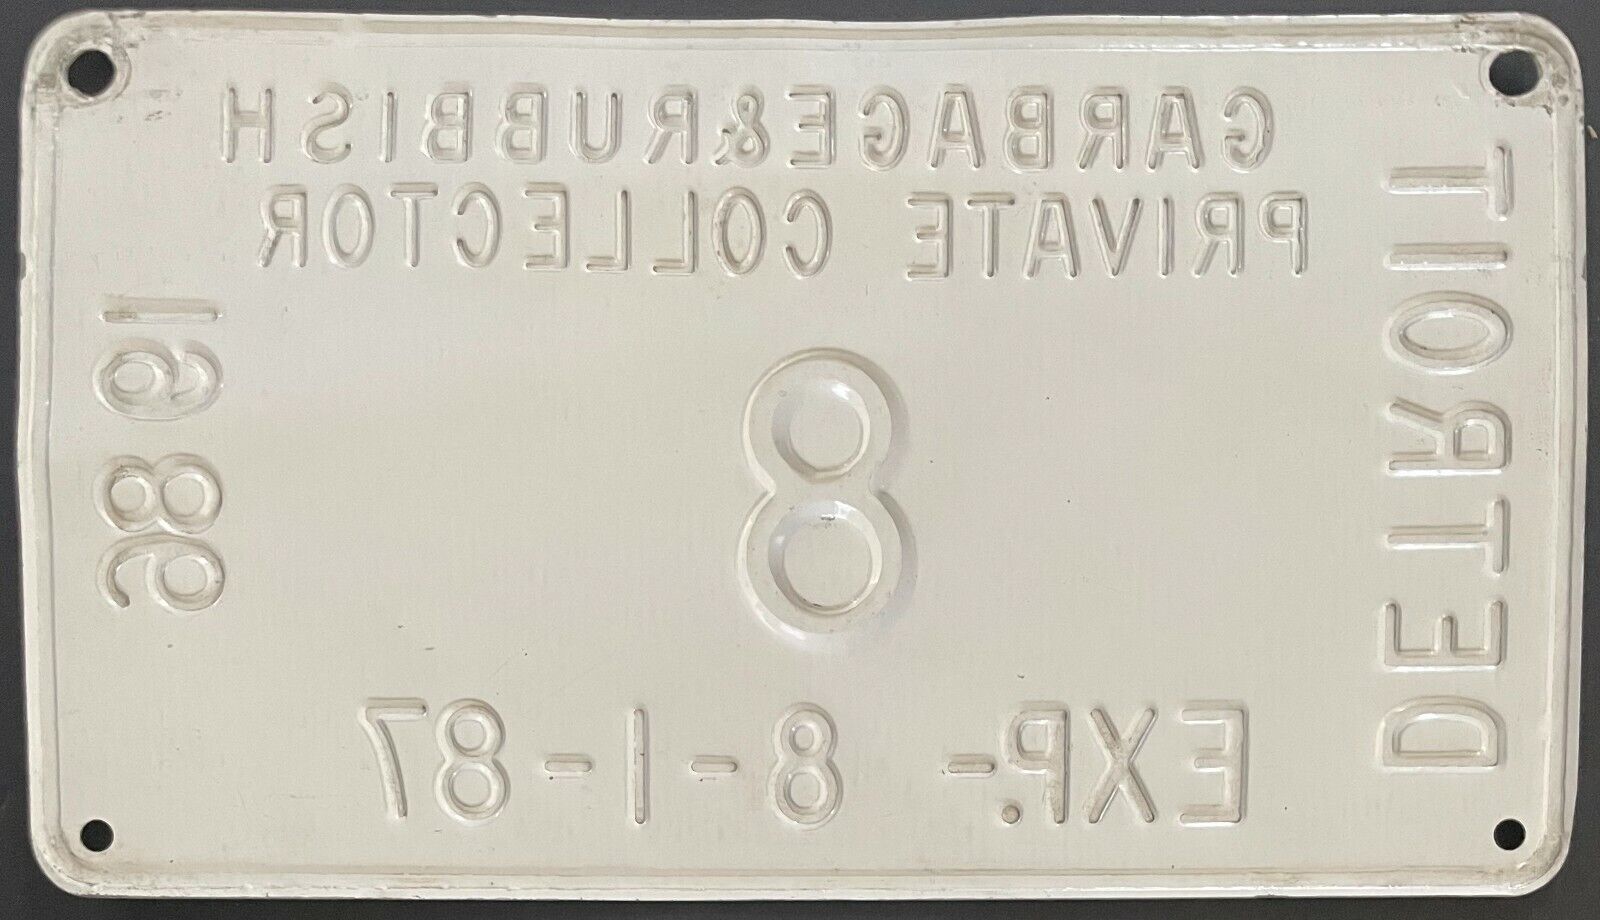 GARBAGE&RUBBISH
PRIVATE COLLECTOR
DETROIT
8
1986
EXP.- 8-1-87